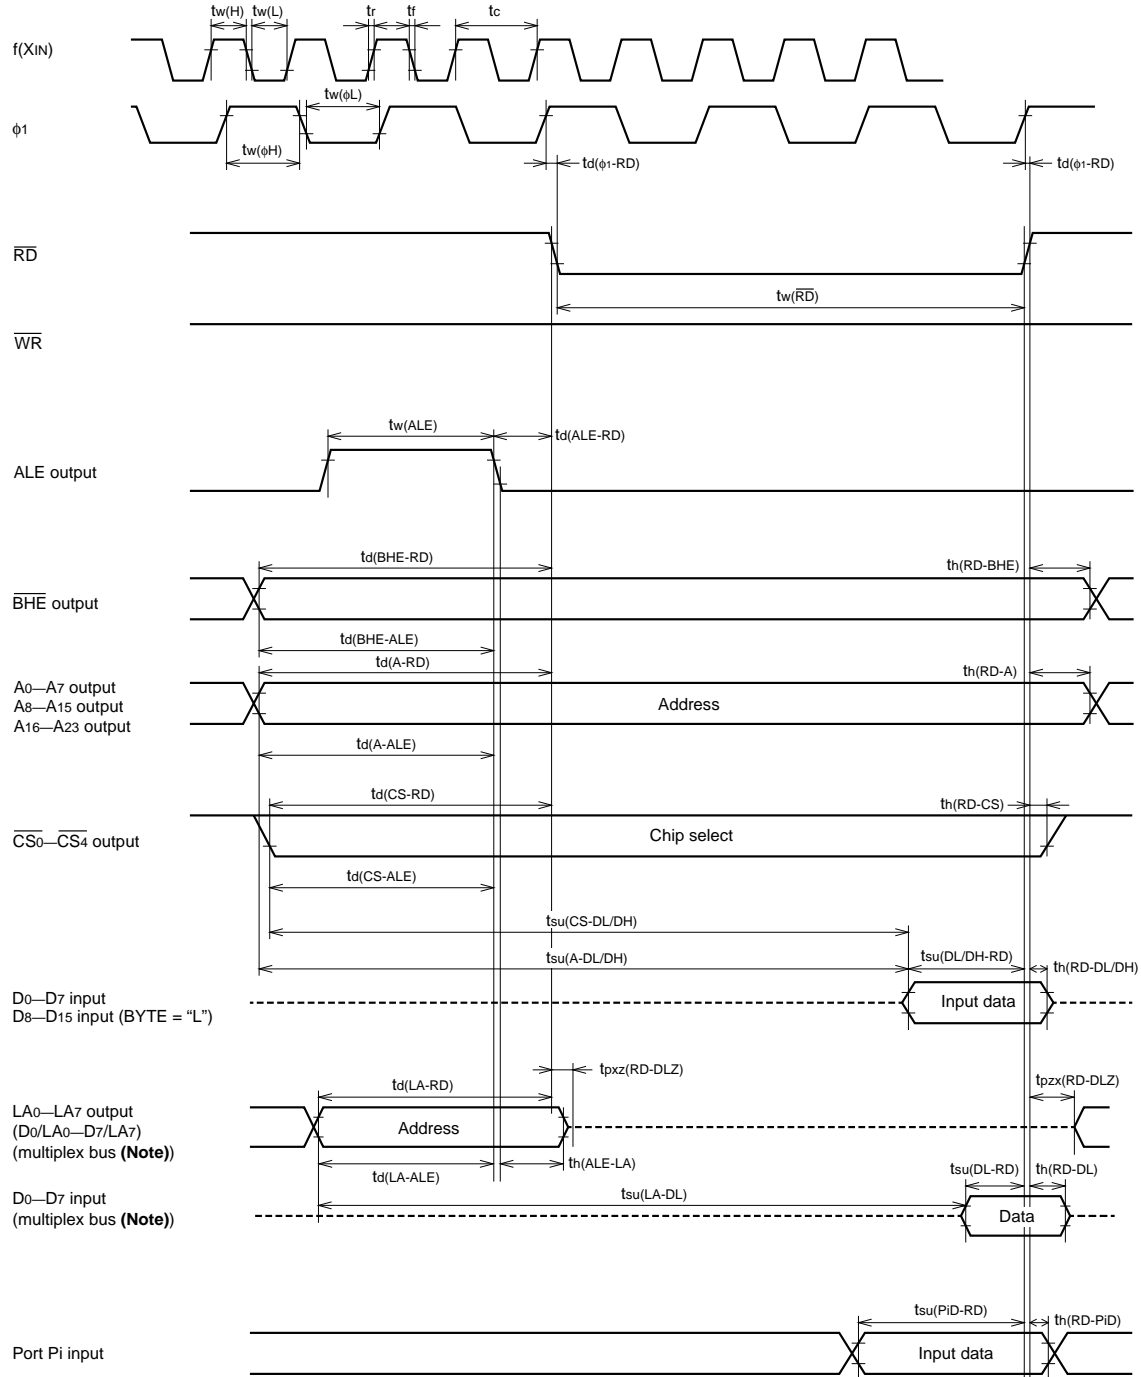 tw(H) tw(L) tr tf tc
f(XIN)
tw(ϕL)
ϕ1
tw(ϕH)
td(ϕ1-RD) td(ϕ1-RD)
RD
tw(RD)
WR
tw(ALE)
td(ALE-RD)
ALE output
td(BHE-RD) th(RD-BHE)
BHE output
td(BHE-ALE)
td(A-RD) th(RD-A)
A0—A7 output
A8—A15 output
A16—A23 output
Address
td(A-ALE)
td(CS-RD) th(RD-CS)
CS0—CS4 output
Chip select
td(CS-ALE)
tsu(CS-DL/DH)
tsu(A-DL/DH) tsu(DL/DH-RD) th(RD-DL/DH)
D0—D7 input
D8—D15 input (BYTE = “L”)
Input data
tpxz(RD-DLZ) tpzx(RD-DLZ)
td(LA-RD)
LA0—LA7 output
(D0/LA0—D7/LA7)
(multiplex bus (Note))
Address
td(LA-ALE) th(ALE-LA) tsu(DL-RD) th(RD-DL)
tsu(LA-DL)
D0—D7 input
(multiplex bus (Note))
Data
tsu(PiD-RD) th(RD-PiD)
Port Pi input
Input data